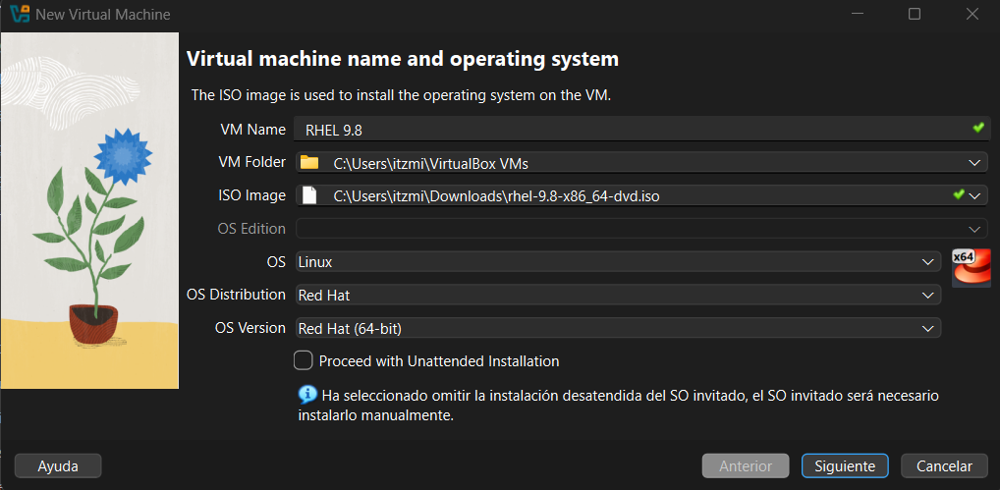 New Virtual Machine
Virtual machine name and operating system
The ISO image is used to install the operating system on the VM.
VM Name RHEL 9.8
VM Folder C:\Users\itzmi\VirtualBox VMs
ISO Image C:\Users\itzmi\Downloads\rhel-9.8-x86_64-dvd.iso
OS Edition
OS Linux x64
OS Distribution Red Hat
OS Version Red Hat (64-bit)
Proceed with Unattended Installation
Ha seleccionado omitir la instalación desatendida del SO invitado, el SO invitado será necesario
instalarlo manualmente.
Ayuda Anterior Siguiente Cancelar